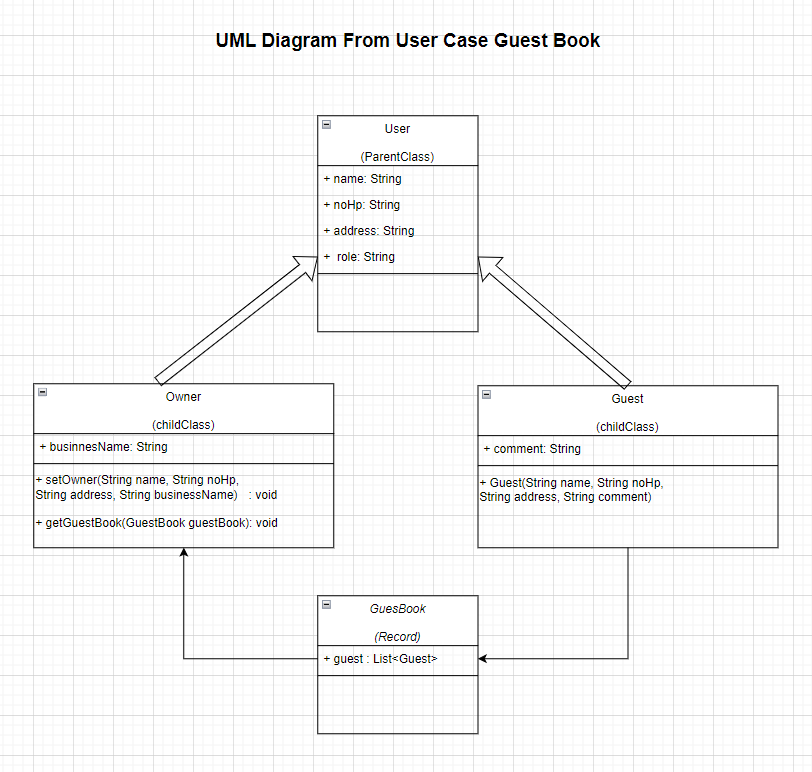 UML Diagram From User Case Guest Book
User
(ParentClass)
+ name: String
+ noHp: String
+ address: String
+ role: String
Owner
(childClass)
+ businnesName: String
+ setOwner(String name, String noHp,
String address, String businessName) : void
+ getGuestBook(GuestBook guestBook): void
Guest
(childClass)
+ comment: String
+ Guest(String name, String noHp,
String address, String comment)
GuesBook
(Record)
+ guest : List<Guest>